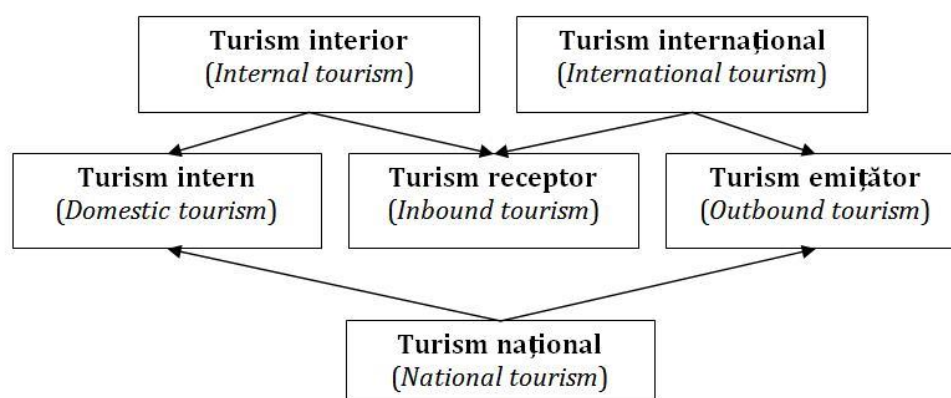 Turism interior
(Internal tourism)
Turism internațional
(International tourism)
Turism intern
(Domestic tourism)
Turism receptor
(Inbound tourism)
Turism emițător
(Outbound tourism)
Turism național
(National tourism)